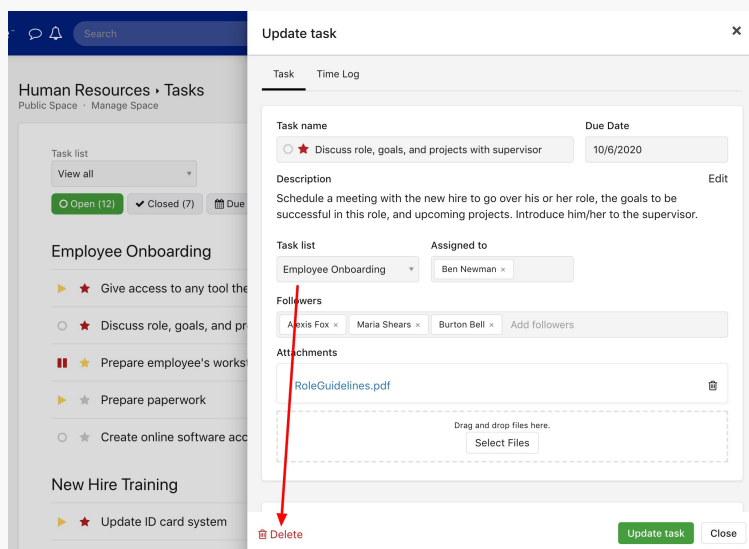 Search
Human Resources › Tasks
Public Space · Manage Space
Task list
View all
Open (12)
Closed (7)
Due
Employee Onboarding
Give access to any tool the
Discuss role, goals, and pr
Prepare employee's works
Prepare paperwork
Create online software acc
New Hire Training
Update ID card system
Update task
×
Task
Time Log
Task name
Due Date
Discuss role, goals, and projects with supervisor
10/6/2020
Description
Edit
Schedule a meeting with the new hire to go over his or her role, the goals to be
successful in this role, and upcoming projects. Introduce him/her to the supervisor.
Task list
Assigned to
Employee Onboarding
Ben Newman ×
Followers
Alexis Fox ×
Maria Shears ×
Burton Bell ×
Add followers
Attachments
RoleGuidelines.pdf
Drag and drop files here.
Select Files
Delete
Update task
Close